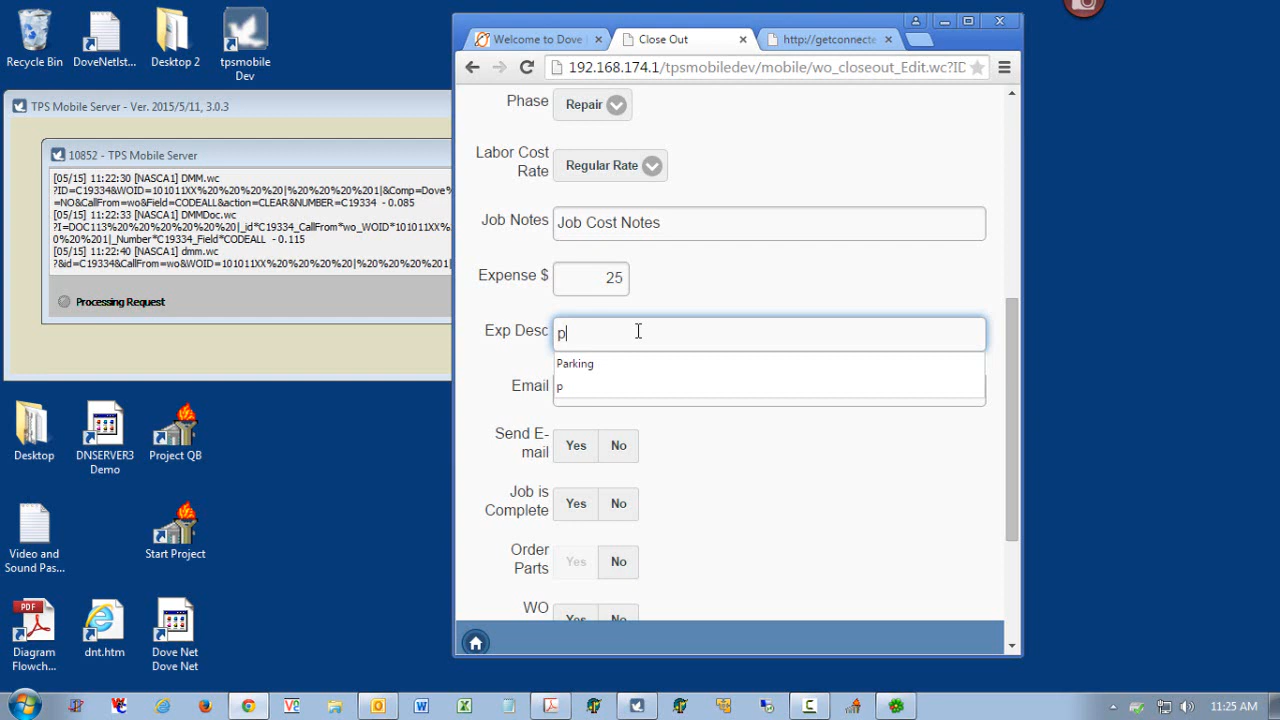 Recycle Bin
DoveNetIst...
Desktop 2
tpsmobile Dev
Welcome to Dove
Close Out
http://getconnecte
192.168.174.1/tpsmobiledev/mobile/wo_closeout_Edit.wc?ID
TPS Mobile Server - Ver. 2015/5/11, 3.0.3
10852 - TPS Mobile Server
[05/15] 11:22:30 [NASCA1] DMM.wc
?ID=C19334&WOID=101011XX%20%20%20%20|%20%20%20%201|&Comp=Dove%
=NO&CallFrom=wo&Field=CODEALL&action=CLEAR&NUMBER=C19334 - 0.085
[05/15] 11:22:33 [NASCA1] DMMDoc.wc
?I=DOC113%20%20%20%20%20%20|_id*C19334_CallFrom*wo_WOID*101011XX%
0%20%201|_Number*C19334_Field*CODEALL - 0.115
[05/15] 11:22:40 [NASCA1] dmm.wc
?&id=C19334&CallFrom=wo&WOID=101011XX%20%20%20%20|%20%20%20%201|
Processing Request
Phase
Repair
Labor Cost Rate
Regular Rate
Job Notes
Job Cost Notes
Expense $
25
Exp Desc
p
Parking
p
Email
Send E-
mail
Yes No
Job is
Complete
Yes No
Order
Parts
Yes No
WO
Yes No
Desktop
DNSERVER3
Demo
Project QB
Video and
Sound Pas...
Start Project
PDF
Diagram
Flowch...
dnt.htm
Dove Net
Dove Net
11:25 AM